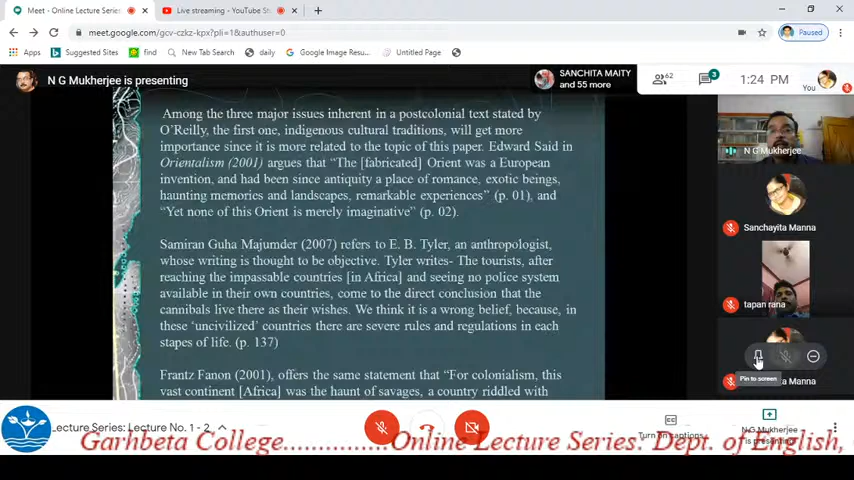 Meet - Online Lecture Series:
Live streaming - YouTube St
meet.google.com/gcv-czkz-kpx?pli=1&authuser=0
Paused
Apps
Suggested Sites
find
New Tab Search
daily
Google Image Resu...
Untitled Page
N G Mukherjee is presenting
SANCHITA MAITY
and 55 more
62
3
1:24 PM
You
Among the three major issues inherent in a postcolonial text stated by
O'Reilly, the first one, indigenous cultural traditions, will get more
importance since it is more related to the topic of this paper. Edward Said in
Orientalism (2001) argues that “The [fabricated] Orient was a European
invention, and had been since antiquity a place of romance, exotic beings,
haunting memories and landscapes, remarkable experiences” (p. 01), and
“Yet none of this Orient is merely imaginative” (p. 02).
Samiran Guha Majumder (2007) refers to E. B. Tyler, an anthropologist,
whose writing is thought to be objective. Tyler writes- The tourists, after
reaching the impassable countries [in Africa] and seeing no police system
available in their own countries, come to the direct conclusion that the
cannibals live there as their wishes. We think it is a wrong belief, because, in
these ‘uncivilized’ countries there are severe rules and regulations in each
stapes of life. (p. 137)
Frantz Fanon (2001), offers the same statement that “For colonialism, this
vast continent [Africa] was the haunt of savages, a country riddled with
N G Mukherjee
Sanchayita Manna
tapan rana
Pin to screen
ta Manna
Lecture Series: Lecture No. 1 - 2
Turn on captions
N G Mukherjee
is presenting
Garhbeta College..............Online Lecture Series: Dept. of English,